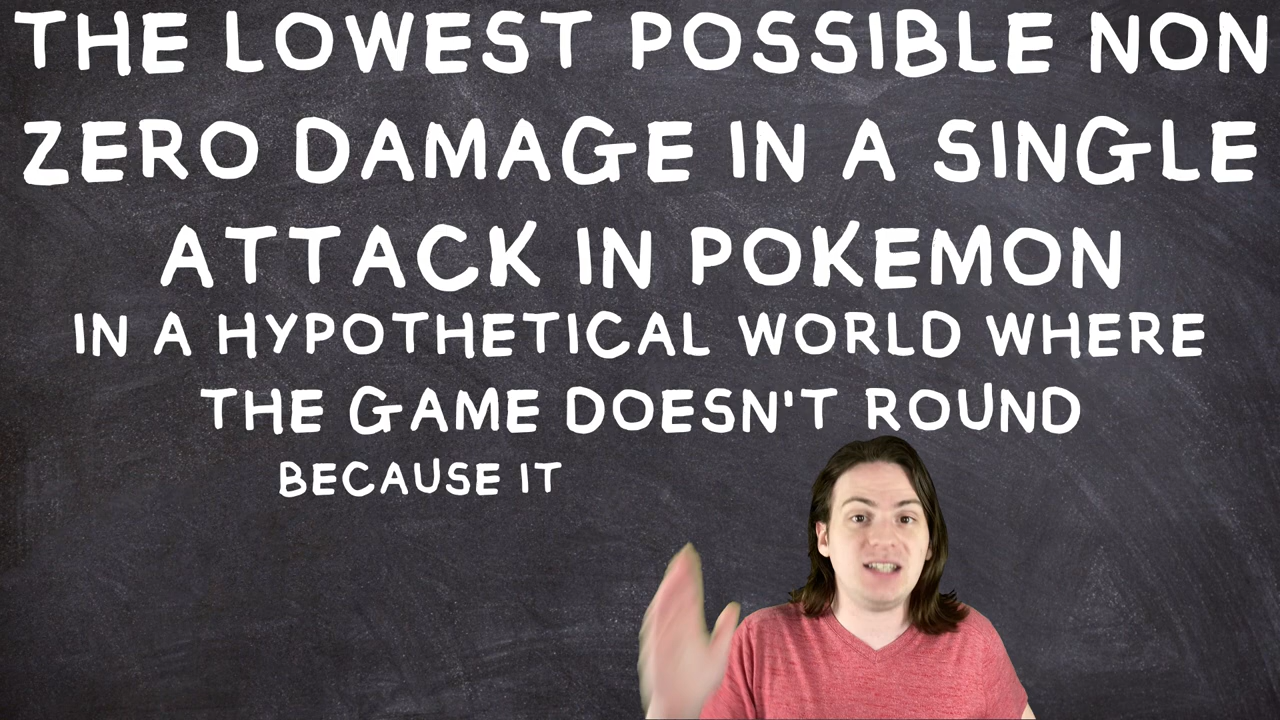 THE LOWEST POSSIBLE NON
ZERO DAMAGE IN A SINGLE
ATTACK IN POKEMON
IN A HYPOTHETICAL WORLD WHERE
THE GAME DOESN'T ROUND
BECAUSE IT